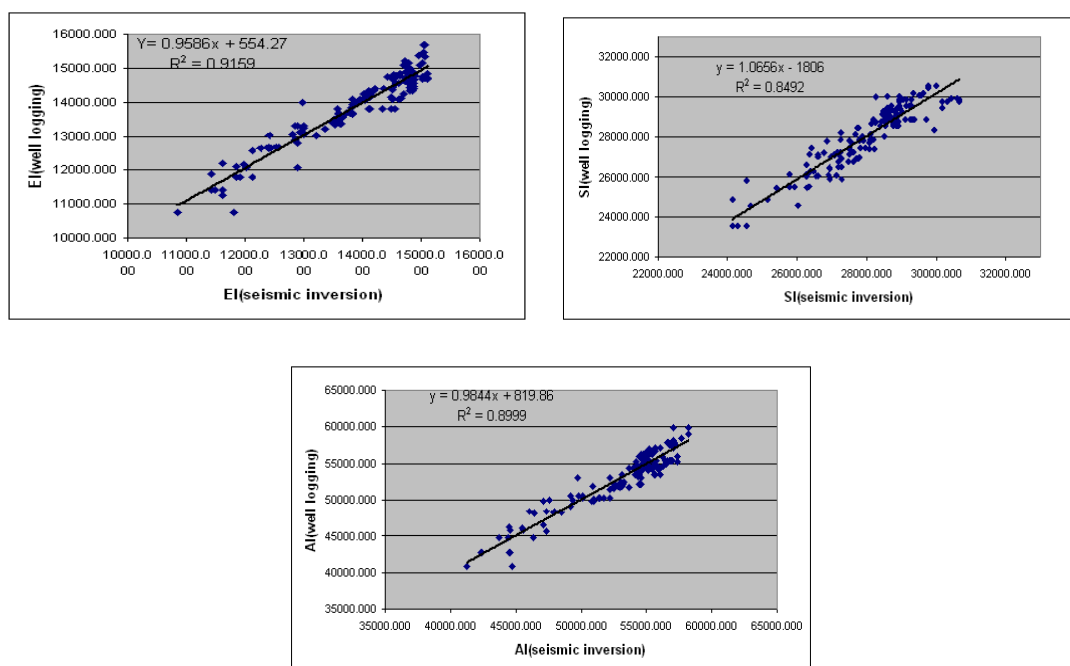 Y= 0.9586x + 554.27
R² = 0.9159
EI(well logging)
16000.000
15000.000
14000.000
13000.000
12000.000
11000.000
10000.000
10000.0 11000.0 12000.0 13000.0 14000.0 15000.0 16000.0
00 00 00 00 00 00 00
EI(seismic inversion)
y = 1.0656x - 1806
R² = 0.8492
SI(well logging)
32000.000
30000.000
28000.000
26000.000
24000.000
22000.000
22000.000 24000.000 26000.000 28000.000 30000.000 32000.000
SI(seismic inversion)
y = 0.9844x + 819.86
R² = 0.8999
AI(well logging)
65000.000
60000.000
55000.000
50000.000
45000.000
40000.000
35000.000
35000.000 40000.000 45000.000 50000.000 55000.000 60000.000 65000.000
AI(seismic inversion)